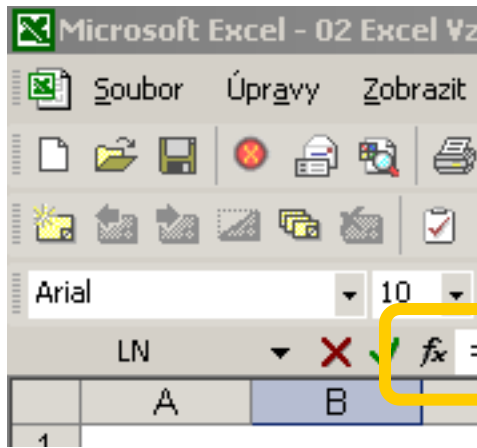 Microsoft Excel - 02 Excel Vz
Soubor Úpravy Zobrazit
Arial 10
LN fx =
A B
1